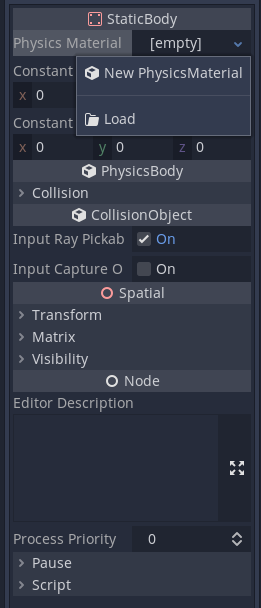 StaticBody
Physics Material [empty]
New PhysicsMaterial
Constant
x 0
Load
Constant
x 0 y 0 z 0
PhysicsBody
Collision
CollisionObject
Input Ray Pickab On
Input Capture O On
Spatial
Transform
Matrix
Visibility
Node
Editor Description
Process Priority 0
Pause
Script